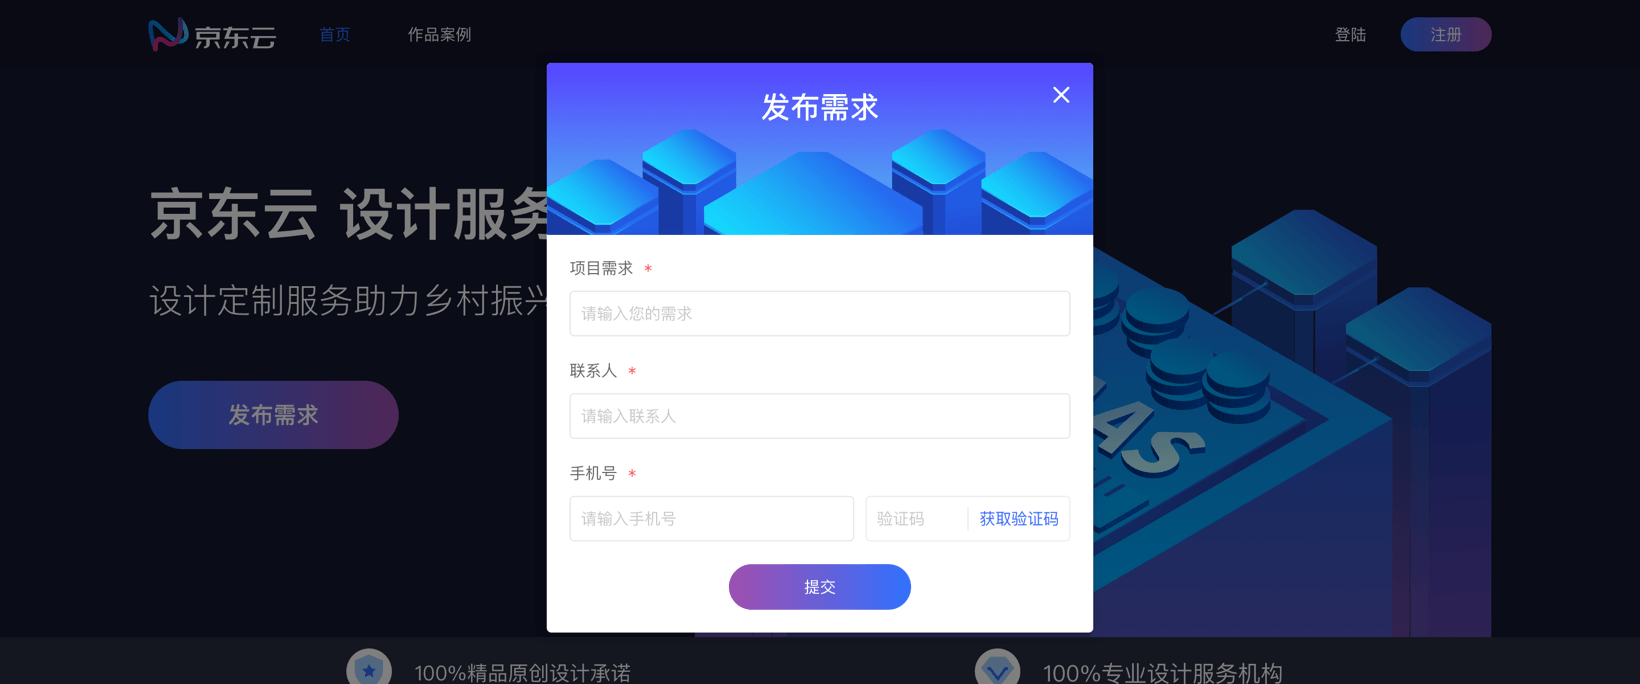 京东云 首页 作品案例 登陆 注册
发布需求
京东云 设计服务
设计定制服务助力乡村振兴
发布需求
项目需求 *
请输入您的需求
联系人 *
请输入联系人
手机号 *
请输入手机号 验证码 获取验证码
提交
AS
100%精品原创设计承诺 100%专业设计服务机构